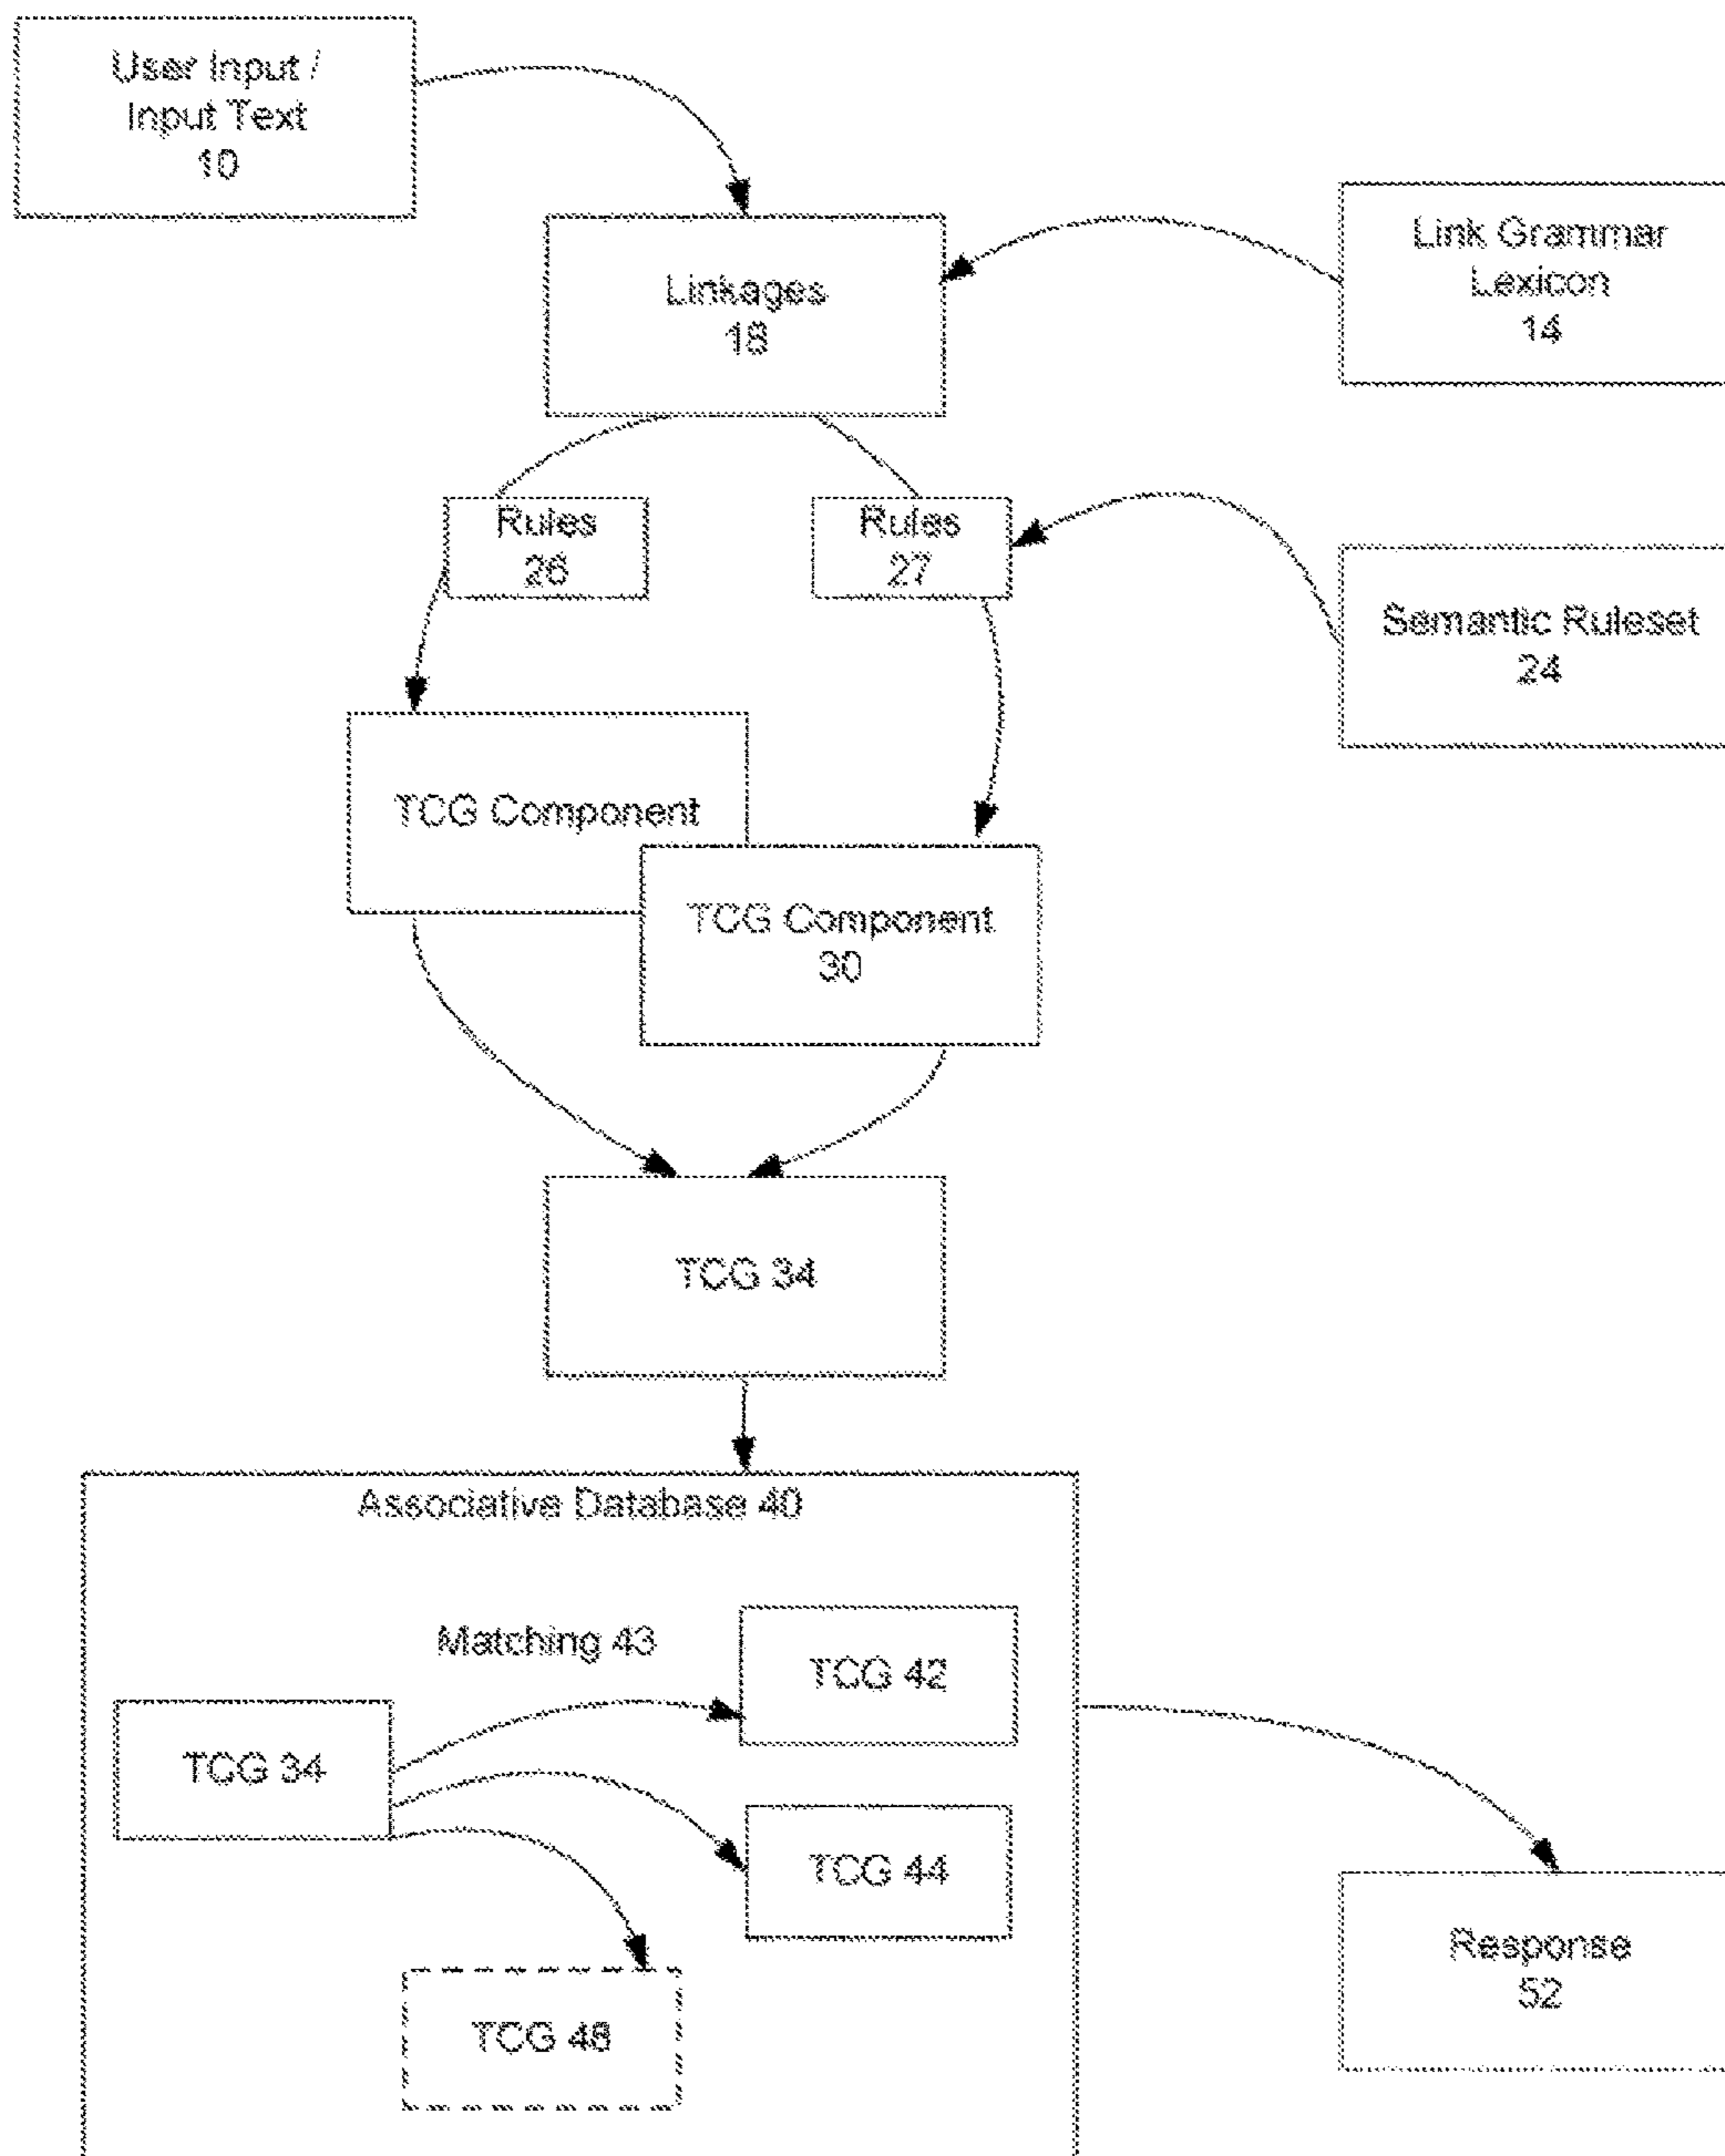 User Input /
Input Text
10
Link Grammar
Lexicon
14
Linkages
18
Rules
26
Rules
27
Semantic Ruleset
24
TCG Component
TCG Component
30
TCG 34
Associative Database 40
Matching 43
TCG 42
TCG 34
TCG 44
Response
52
TCG 48